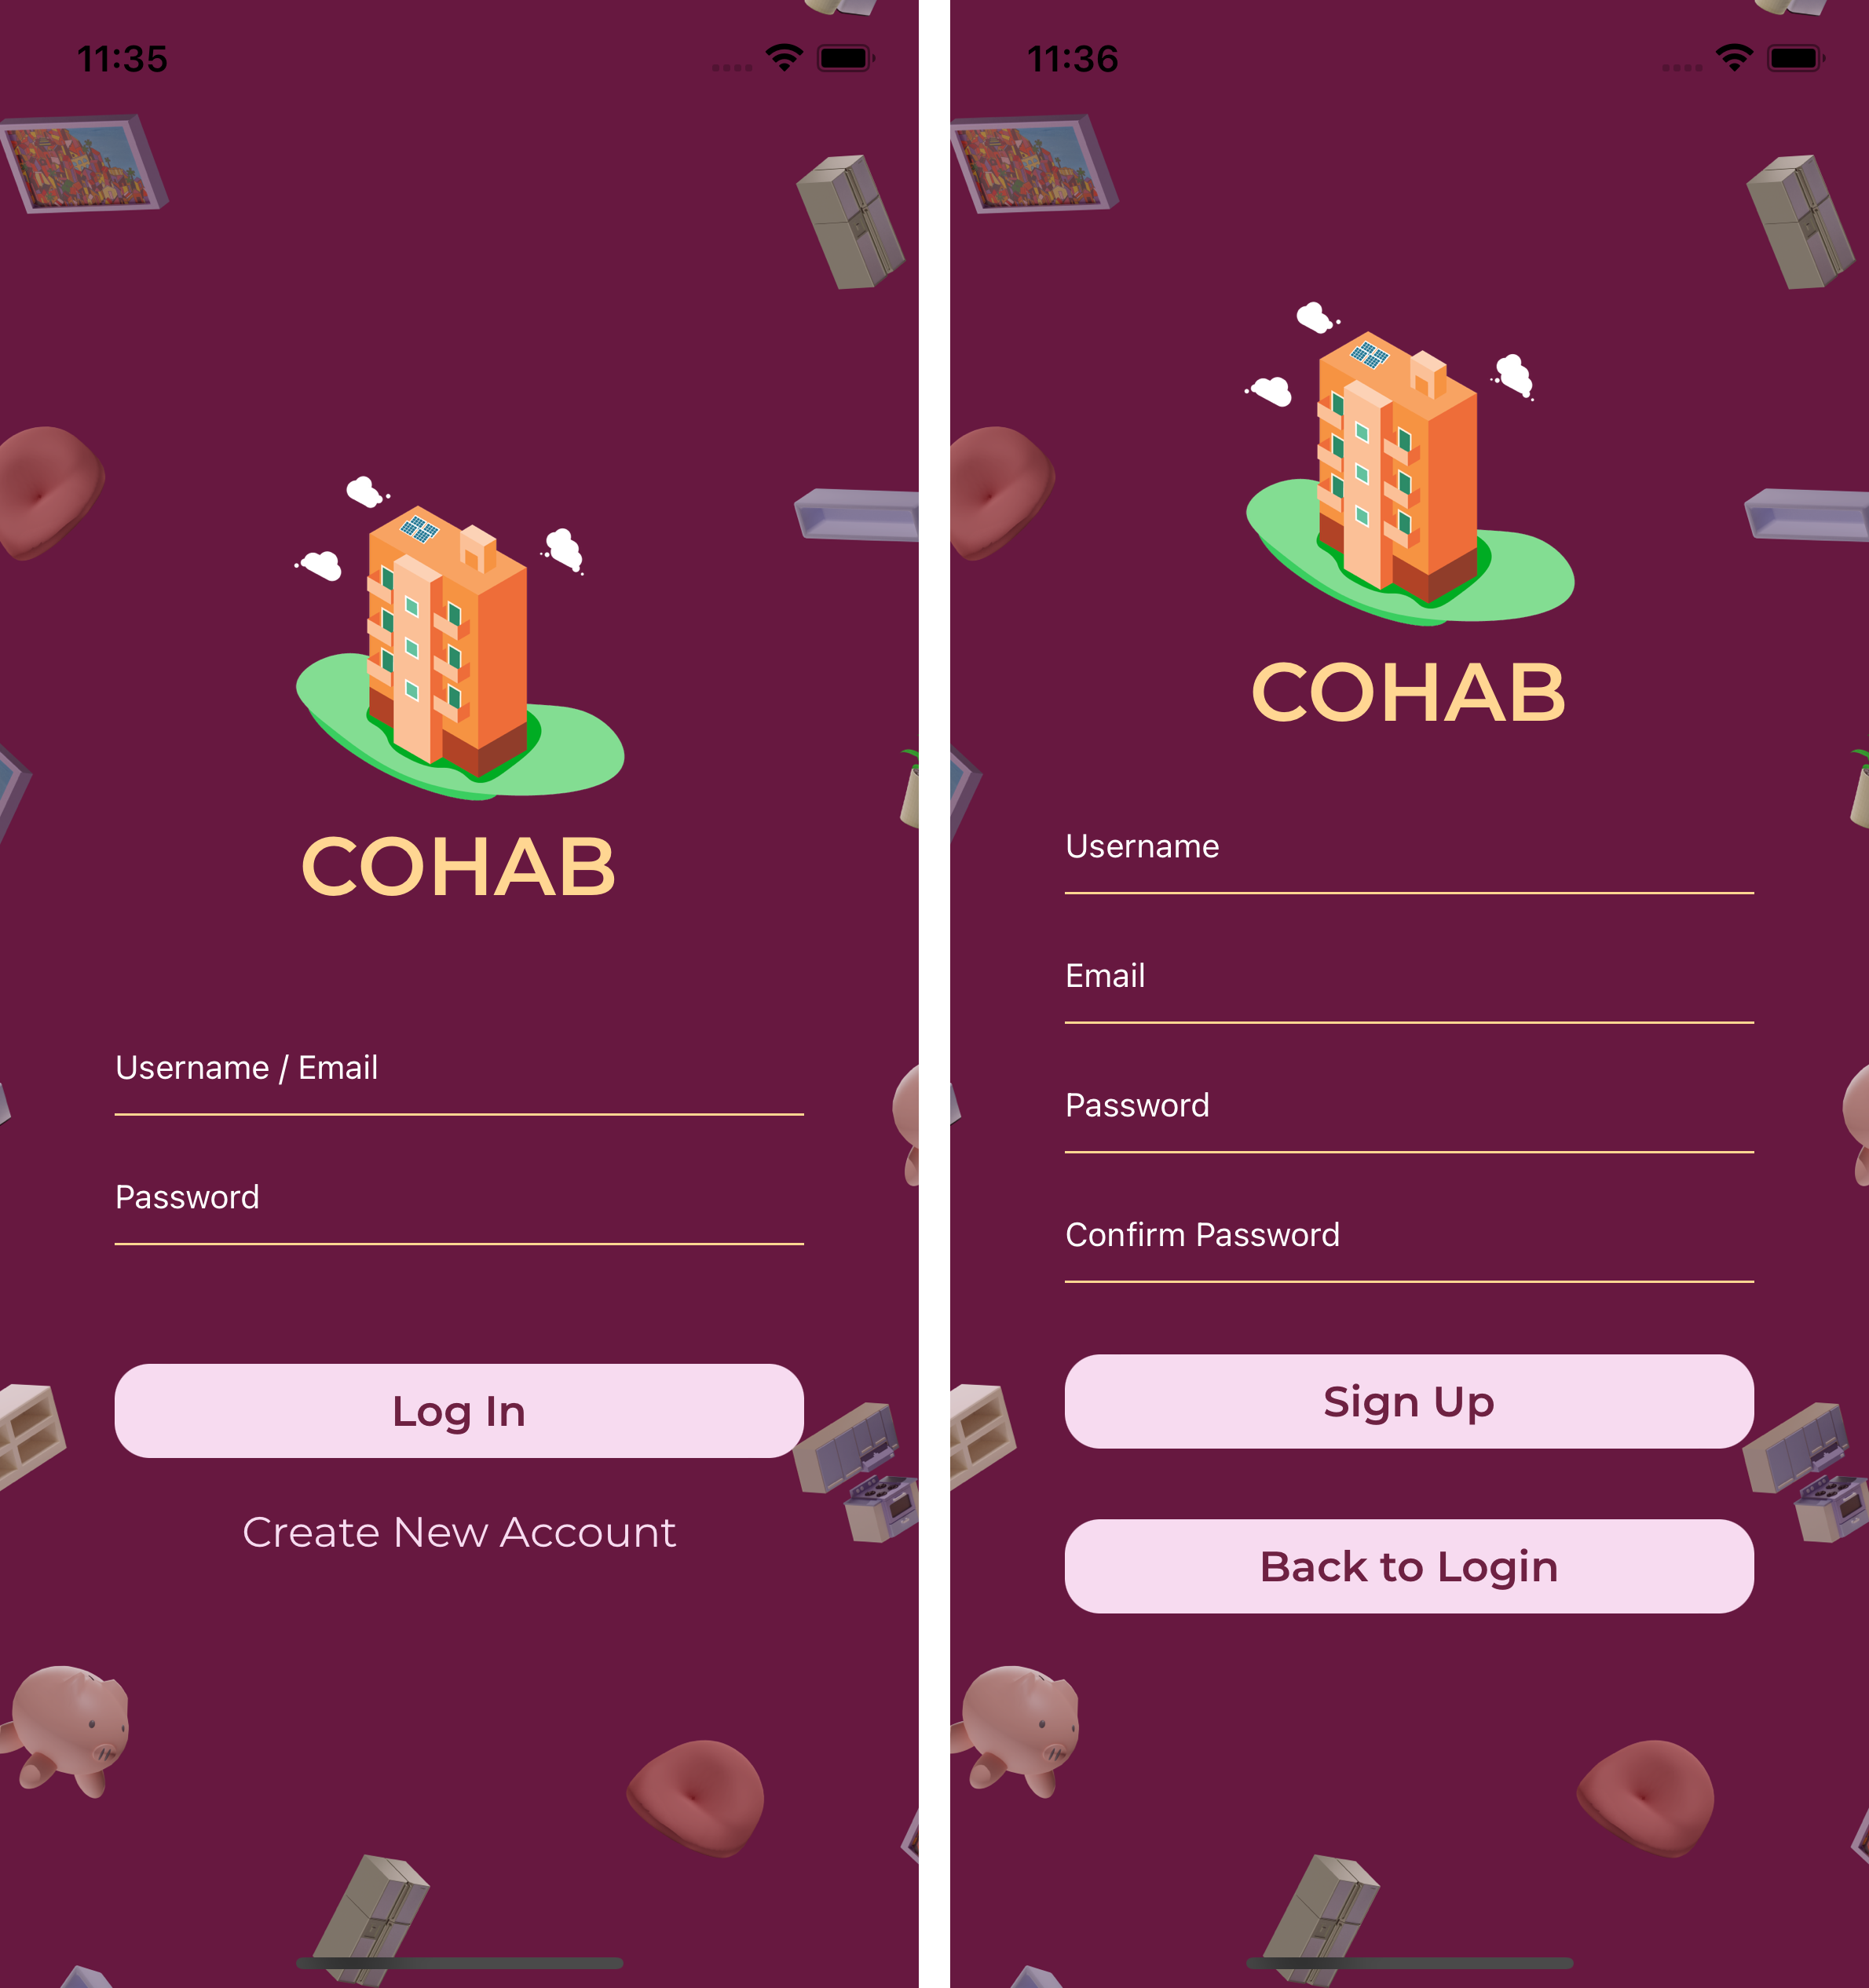 11:35
COHAB
Username / Email
Password
Log In
Create New Account
11:36
COHAB
Username
Email
Password
Confirm Password
Sign Up
Back to Login